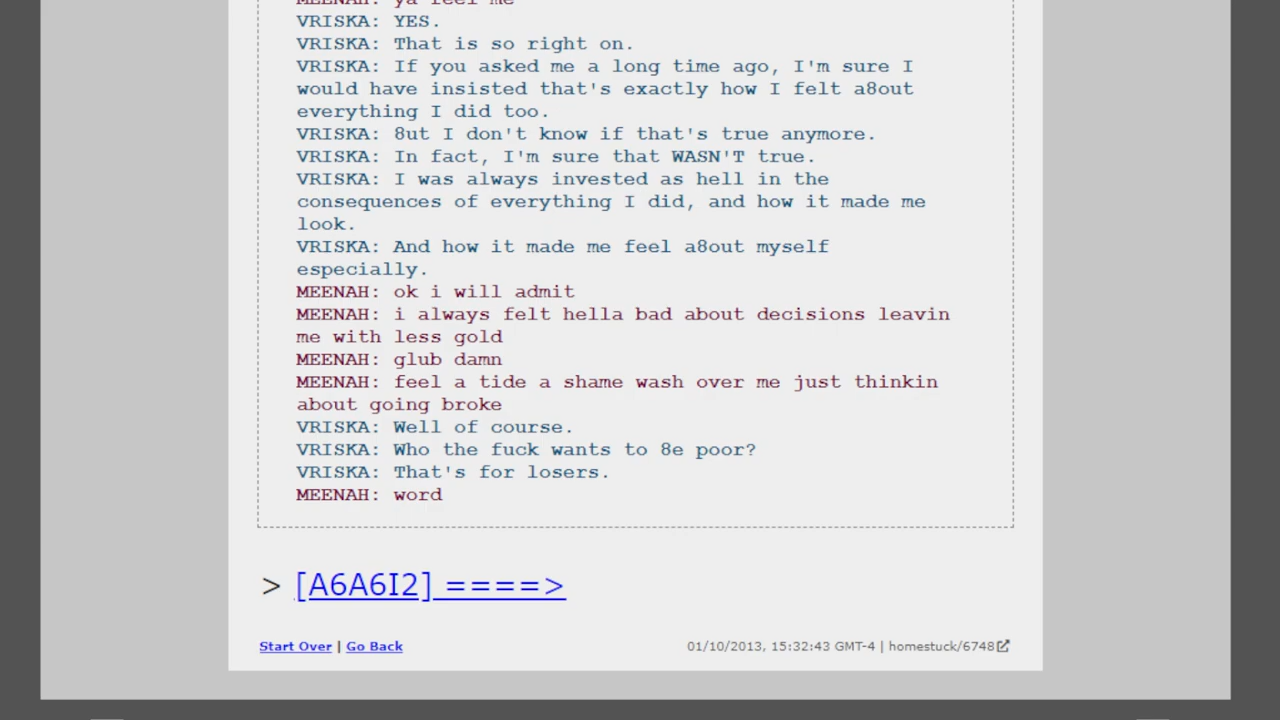 MEENAH: ya feel me
VRISKA: YES.
VRISKA: That is so right on.
VRISKA: If you asked me a long time ago, I'm sure I
would have insisted that's exactly how I felt a8out
everything I did too.
VRISKA: 8ut I don't know if that's true anymore.
VRISKA: In fact, I'm sure that WASN'T true.
VRISKA: I was always invested as hell in the
consequences of everything I did, and how it made me
look.
VRISKA: And how it made me feel a8out myself
especially.
MEENAH: ok i will admit
MEENAH: i always felt hella bad about decisions leavin
me with less gold
MEENAH: glub damn
MEENAH: feel a tide a shame wash over me just thinkin
about going broke
VRISKA: Well of course.
VRISKA: Who the fuck wants to 8e poor?
VRISKA: That's for losers.
MEENAH: word
> [A6A6I2] ====>
Start Over | Go Back
01/10/2013, 15:32:43 GMT-4 | homestuck/6748